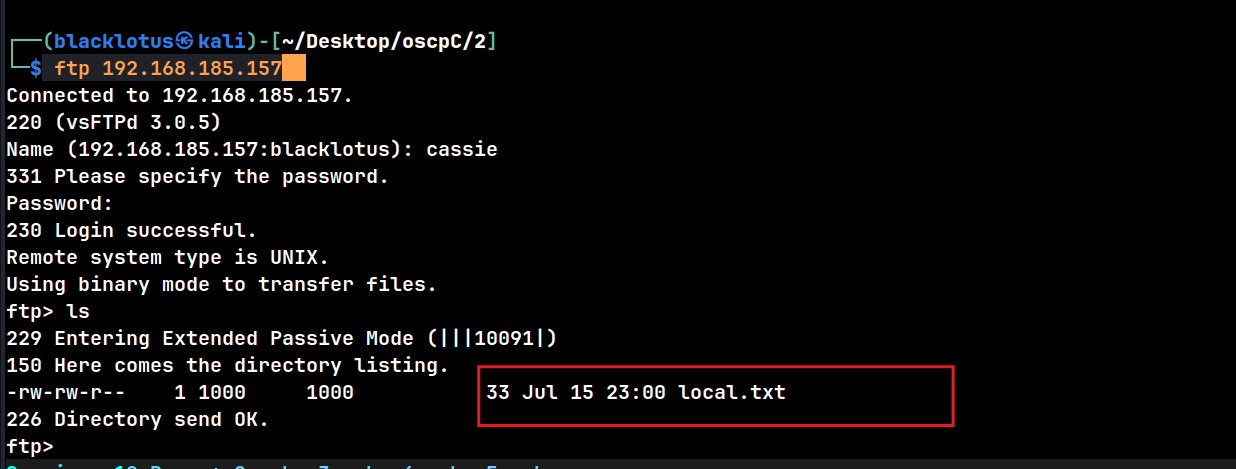 ┌──(blacklotus㉿kali)-[~/Desktop/oscpC/2]
└─$ ftp 192.168.185.157
Connected to 192.168.185.157.
220 (vsFTPd 3.0.5)
Name (192.168.185.157:blacklotus): cassie
331 Please specify the password.
Password:
230 Login successful.
Remote system type is UNIX.
Using binary mode to transfer files.
ftp> ls
229 Entering Extended Passive Mode (|||10091|)
150 Here comes the directory listing.
-rw-rw-r--    1 1000     1000           33 Jul 15 23:00 local.txt
226 Directory send OK.
ftp>